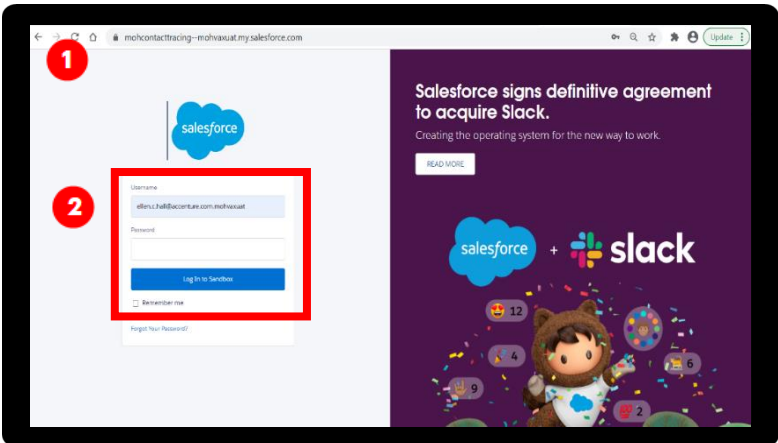 mohcontacttracing--mohvaxuat.my.salesforce.com
Update
1
salesforce
2
Username
ellen.c.hall@accenture.com.mohvaxuat
Password
Log In to Sandbox
Remember me
Forgot Your Password?
Salesforce signs definitive agreement
to acquire Slack.
Creating the operating system for the new way to work.
READ MORE
salesforce + slack
12
4
6
9
2